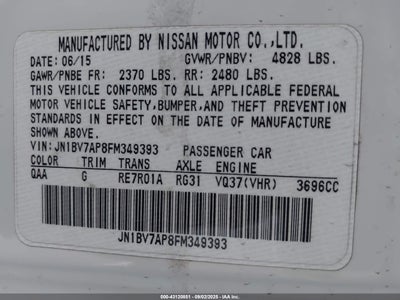 MANUFACTURED BY NISSAN MOTOR CO.,LTD.
DATE: 06/15 GVWR/PNBV: 4828 LBS.
GAWR/PNBE FR: 2370 LBS. RR: 2480 LBS.
THIS VEHICLE CONFORMS TO ALL APPLICABLE FEDERAL
MOTOR VEHICLE SAFETY, BUMPER, AND THEFT PREVENTION
STANDARDS IN EFFECT ON THE DATE OF MANUFACTURE
SHOWN ABOVE.
VIN: JN1BV7AP8FM349393 PASSENGER CAR
COLOR TRIM TRANS AXLE ENGINE
QAA G RE7R01A RG31 VQ37(VHR) 3696CC
JN1BV7AP8FM349393
000-43120651 - 09/02/2025 - IAAI.COM